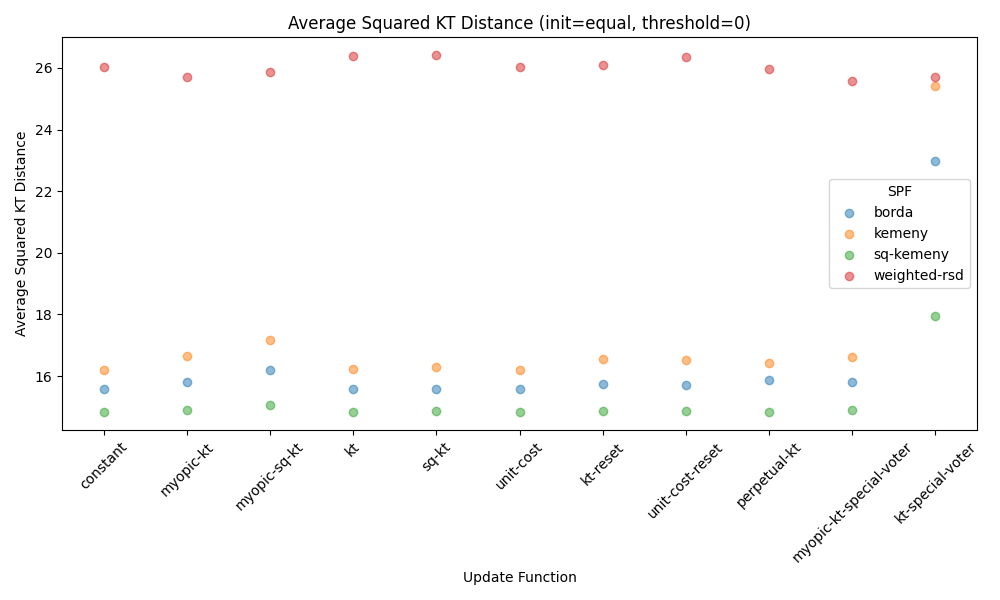 Average Squared KT Distance (init=equal, threshold=0)
Average Squared KT Distance
26
24
22
20
18
16
SPF
borda
kemeny
sq-kemeny
weighted-rsd
constant
myopic-kt
myopic-sq-kt
kt
sq-kt
unit-cost
kt-reset
unit-cost-reset
perpetual-kt
myopic-kt-special-voter
kt-special-voter
Update Function